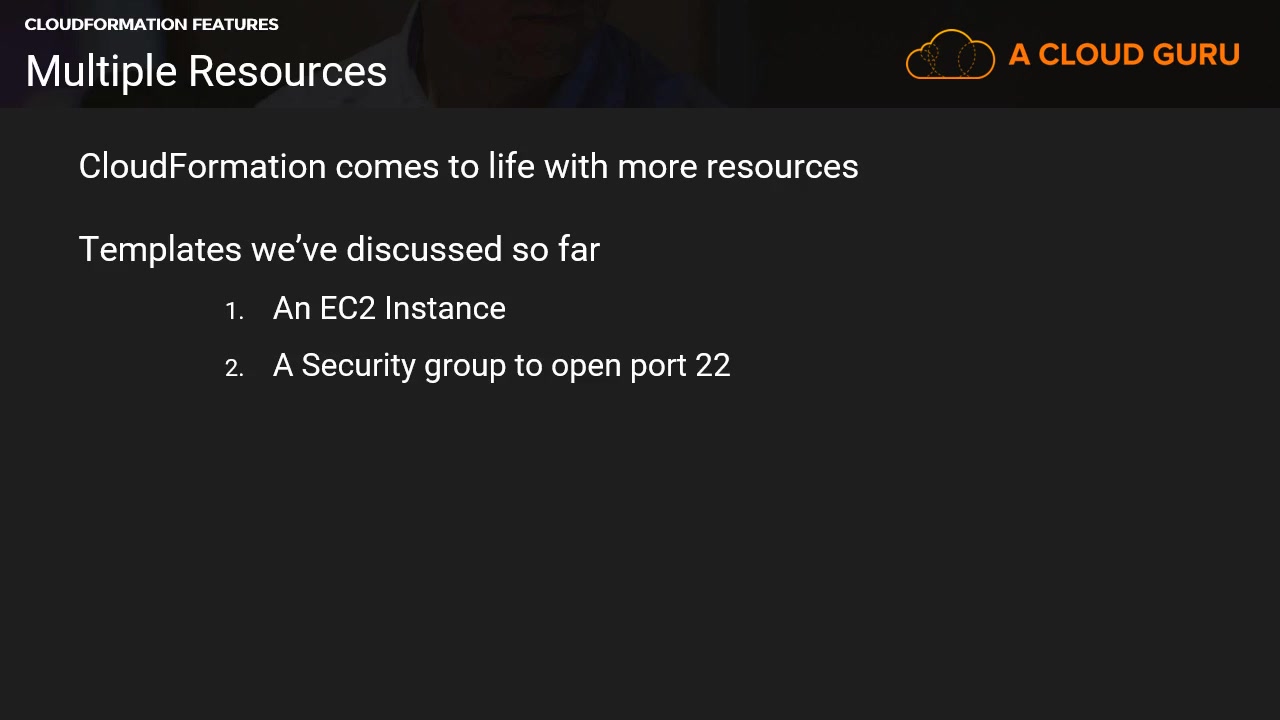 CLOUDFORMATION FEATURES
Multiple Resources
A CLOUD GURU
CloudFormation comes to life with more resources
Templates we’ve discussed so far
1. An EC2 Instance
2. A Security group to open port 22